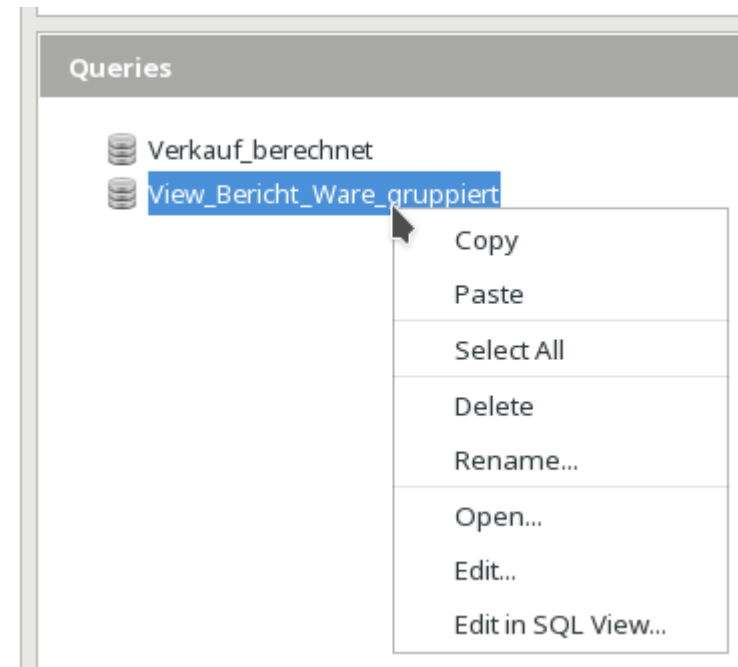 Queries
Verkauf_berechnet
View_Bericht_Ware_gruppiert
Copy
Paste
Select All
Delete
Rename...
Open...
Edit...
Edit in SQL View...